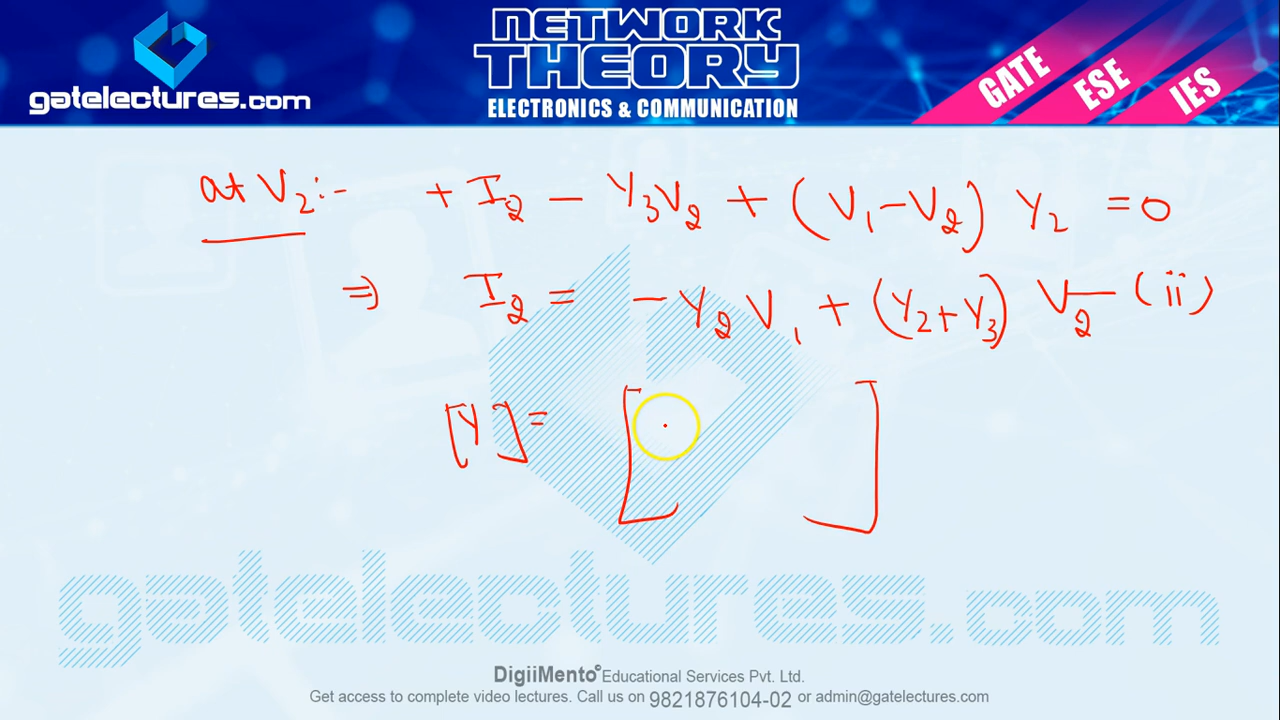 gatelectures.com
NETWORK
THEORY
ELECTRONICS & COMMUNICATION
GATE
ESE
IES
at V₂:- + I₂ - Y₃V₂ + (V₁-V₂) Y₂ = 0
⇒ I₂ = - Y₂ V₁ + (Y₂+Y₃) V₂ — (ii)
[Y] = [ ]
gatelectures.com
DigiiMento© Educational Services Pvt. Ltd.
Get access to complete video lectures. Call us on 9821876104-02 or admin@gatelectures.com